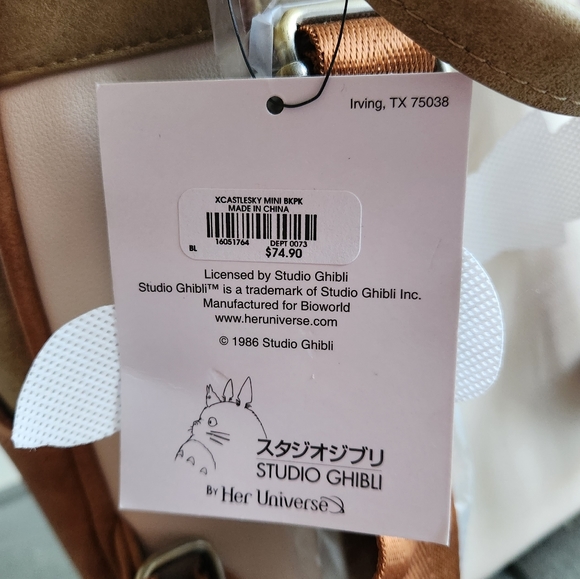 Irving, TX 75038
XCASTLESKY MINI BKPK
MADE IN CHINA
16051764 DEPT 0073
BL $74.90
Licensed by Studio Ghibli
Studio Ghibli™ is a trademark of Studio Ghibli Inc.
Manufactured for Bioworld
www.heruniverse.com
© 1986 Studio Ghibli
スタジオジブリ
STUDIO GHIBLI
BY Her Universe